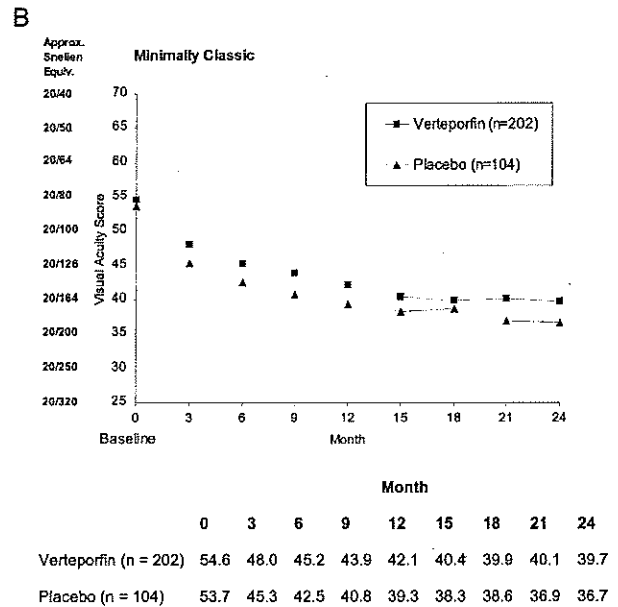 B
Approx.
Snellen
Equiv.
Minimally Classic
20/40 70
20/50 65
20/64 60
20/80 55
20/100 50
20/126 45
20/164 40
20/200 35
20/250 30
20/320 25
Visual Acuity Score
Verteporfin (n=202)
Placebo (n=104)
0 3 6 9 12 15 18 21 24
Baseline Month
Month
0 3 6 9 12 15 18 21 24
Verteporfin (n = 202) 54.6 48.0 45.2 43.9 42.1 40.4 39.9 40.1 39.7
Placebo (n = 104) 53.7 45.3 42.5 40.8 39.3 38.3 38.6 36.9 36.7